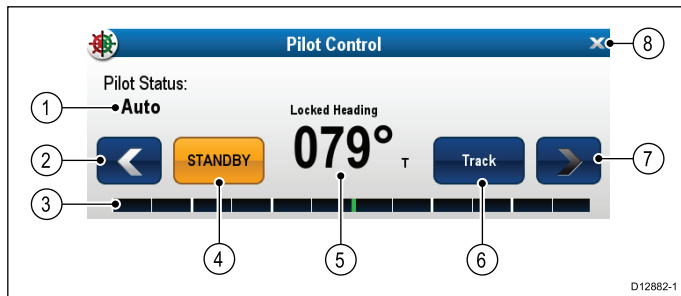 Pilot Control
8
Pilot Status:
1
Auto
Locked Heading
079°
T
2
STANDBY
Track
7
3
4
5
6
D12882-1